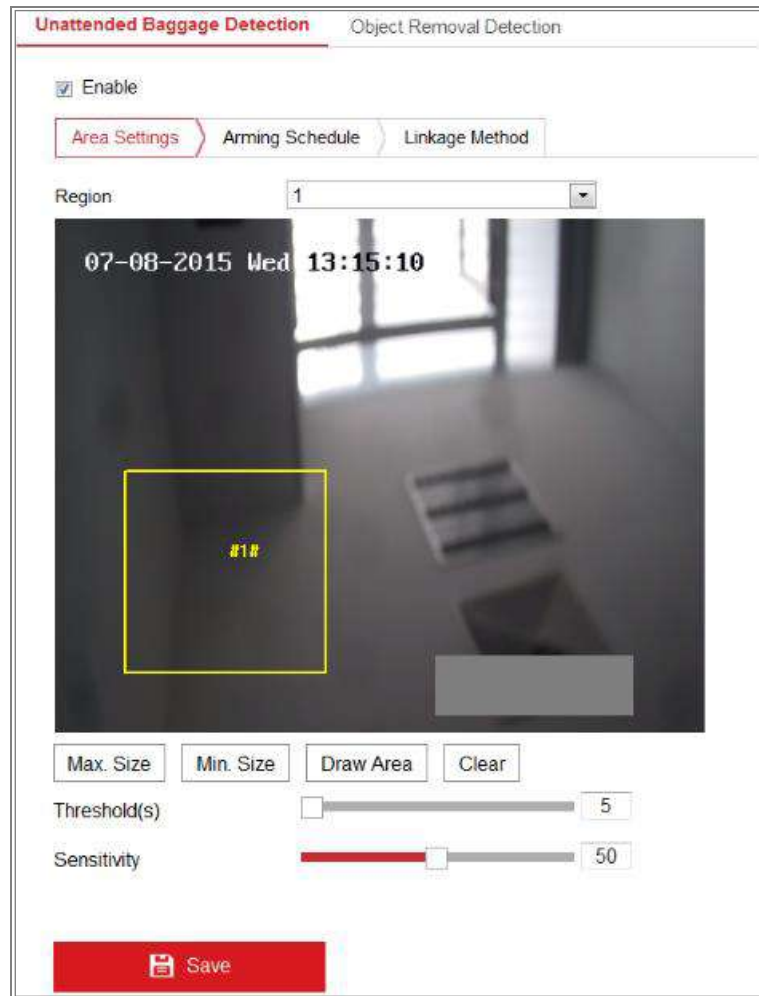 Unattended Baggage Detection Object Removal Detection
Enable
Area Settings Arming Schedule Linkage Method
Region 1
07-08-2015 Wed 13:15:10
#1#
Max. Size Min. Size Draw Area Clear
Threshold(s) 5
Sensitivity 50
Save